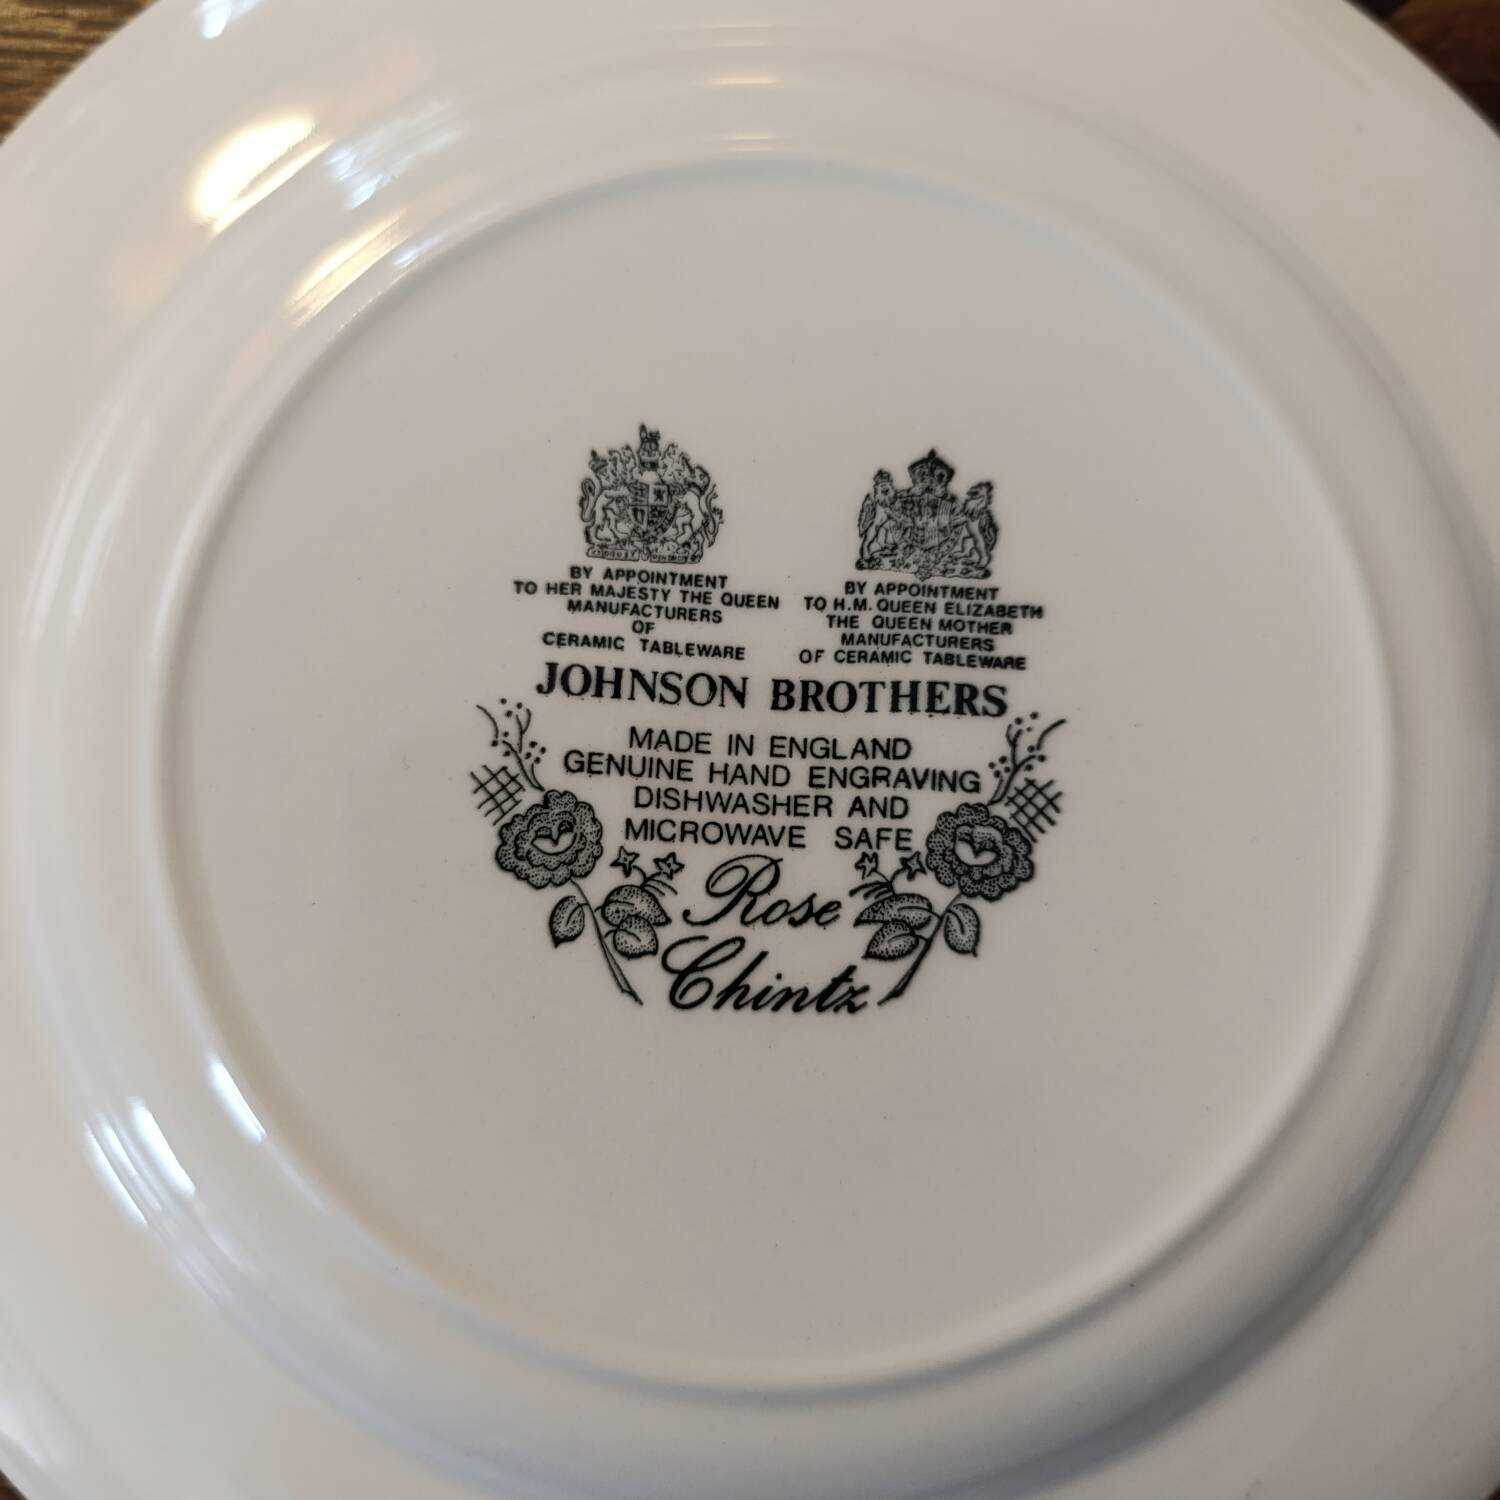 BY APPOINTMENT
TO HER MAJESTY THE QUEEN
MANUFACTURERS
OF
CERAMIC TABLEWARE
BY APPOINTMENT
TO H.M. QUEEN ELIZABETH
THE QUEEN MOTHER
MANUFACTURERS
OF CERAMIC TABLEWARE
JOHNSON BROTHERS
MADE IN ENGLAND
GENUINE HAND ENGRAVING
DISHWASHER AND
MICROWAVE SAFE
Rose
Chintz